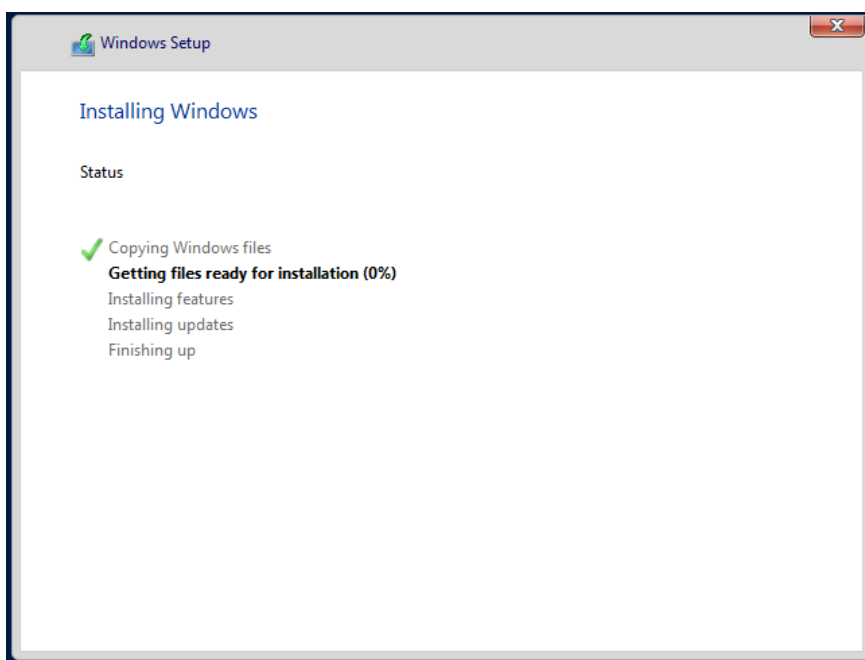 Windows Setup
Installing Windows
Status
Copying Windows files
Getting files ready for installation (0%)
Installing features
Installing updates
Finishing up